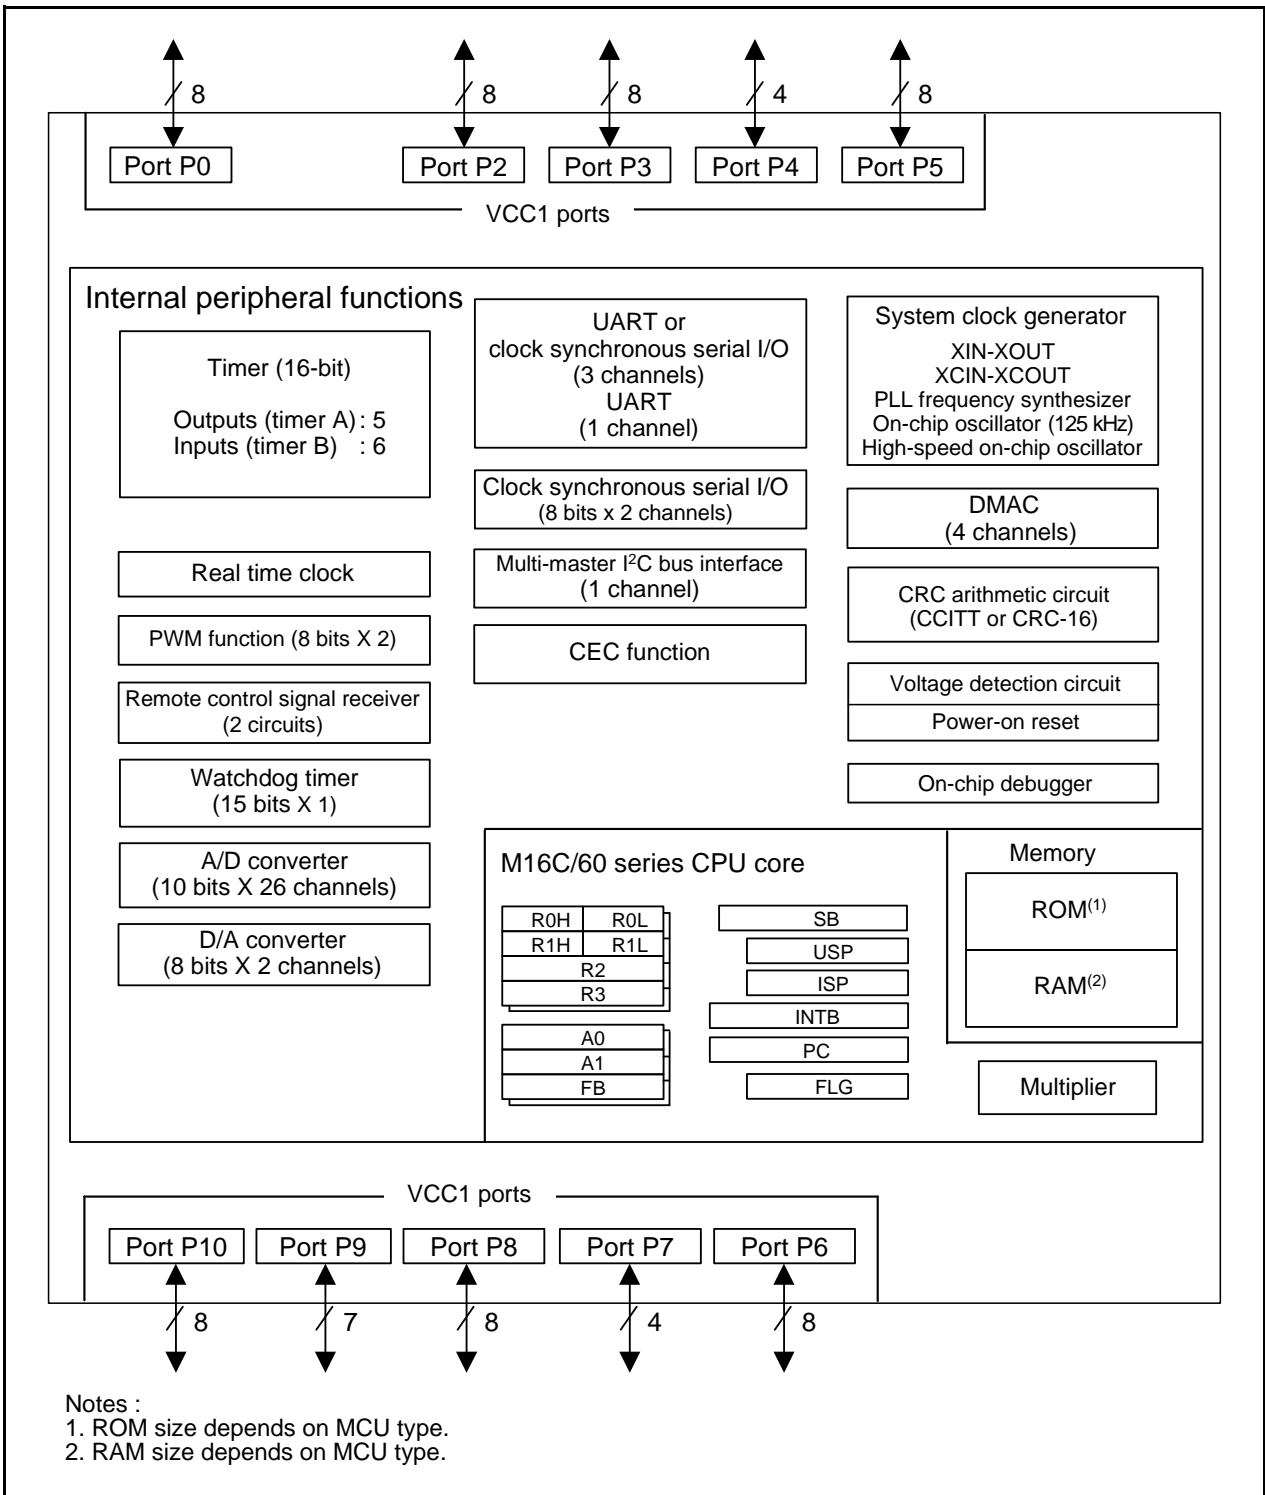 8
8
8
4
8
Port P0
Port P2
Port P3
Port P4
Port P5
VCC1 ports
Internal peripheral functions
Timer (16-bit)
Outputs (timer A) : 5
Inputs (timer B) : 6
Real time clock
PWM function (8 bits X 2)
Remote control signal receiver
(2 circuits)
Watchdog timer
(15 bits X 1)
A/D converter
(10 bits X 26 channels)
D/A converter
(8 bits X 2 channels)
UART or
clock synchronous serial I/O
(3 channels)
UART
(1 channel)
Clock synchronous serial I/O
(8 bits x 2 channels)
Multi-master I²C bus interface
(1 channel)
CEC function
System clock generator
XIN-XOUT
XCIN-XCOUT
PLL frequency synthesizer
On-chip oscillator (125 kHz)
High-speed on-chip oscillator
DMAC
(4 channels)
CRC arithmetic circuit
(CCITT or CRC-16)
Voltage detection circuit
Power-on reset
On-chip debugger
M16C/60 series CPU core
R0H R0L
R1H R1L
R2
R3
A0
A1
FB
SB
USP
ISP
INTB
PC
FLG
Memory
ROM(1)
RAM(2)
Multiplier
VCC1 ports
Port P10
Port P9
Port P8
Port P7
Port P6
8
7
8
4
8
Notes :
1. ROM size depends on MCU type.
2. RAM size depends on MCU type.